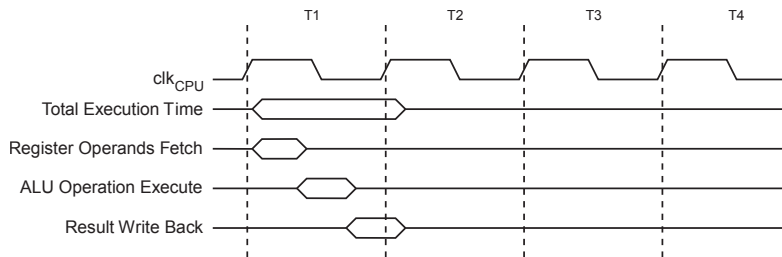 T1 T2 T3 T4
clkCPU
Total Execution Time
Register Operands Fetch
ALU Operation Execute
Result Write Back